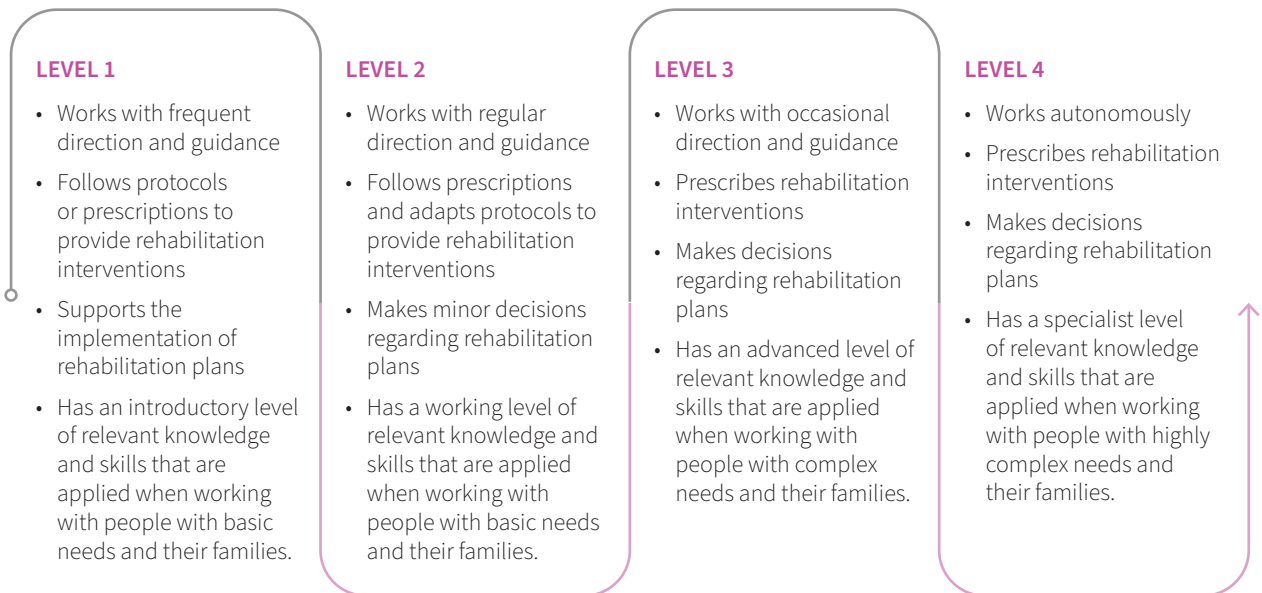 LEVEL 1
• Works with frequent
direction and guidance
• Follows protocols
or prescriptions to
provide rehabilitation
interventions
• Supports the
implementation of
rehabilitation plans
• Has an introductory level
of relevant knowledge
and skills that are
applied when working
with people with basic
needs and their families.
LEVEL 2
• Works with regular
direction and guidance
• Follows prescriptions
and adapts protocols to
provide rehabilitation
interventions
• Makes minor decisions
regarding rehabilitation
plans
• Has a working level of
relevant knowledge and
skills that are applied
when working with
people with basic needs
and their families.
LEVEL 3
• Works with occasional
direction and guidance
• Prescribes rehabilitation
interventions
• Makes decisions
regarding rehabilitation
plans
• Has an advanced level of
relevant knowledge and
skills that are applied
when working with
people with complex
needs and their families.
LEVEL 4
• Works autonomously
• Prescribes rehabilitation
interventions
• Makes decisions
regarding rehabilitation
plans
• Has a specialist level
of relevant knowledge
and skills that are
applied when working
with people with highly
complex needs and
their families.